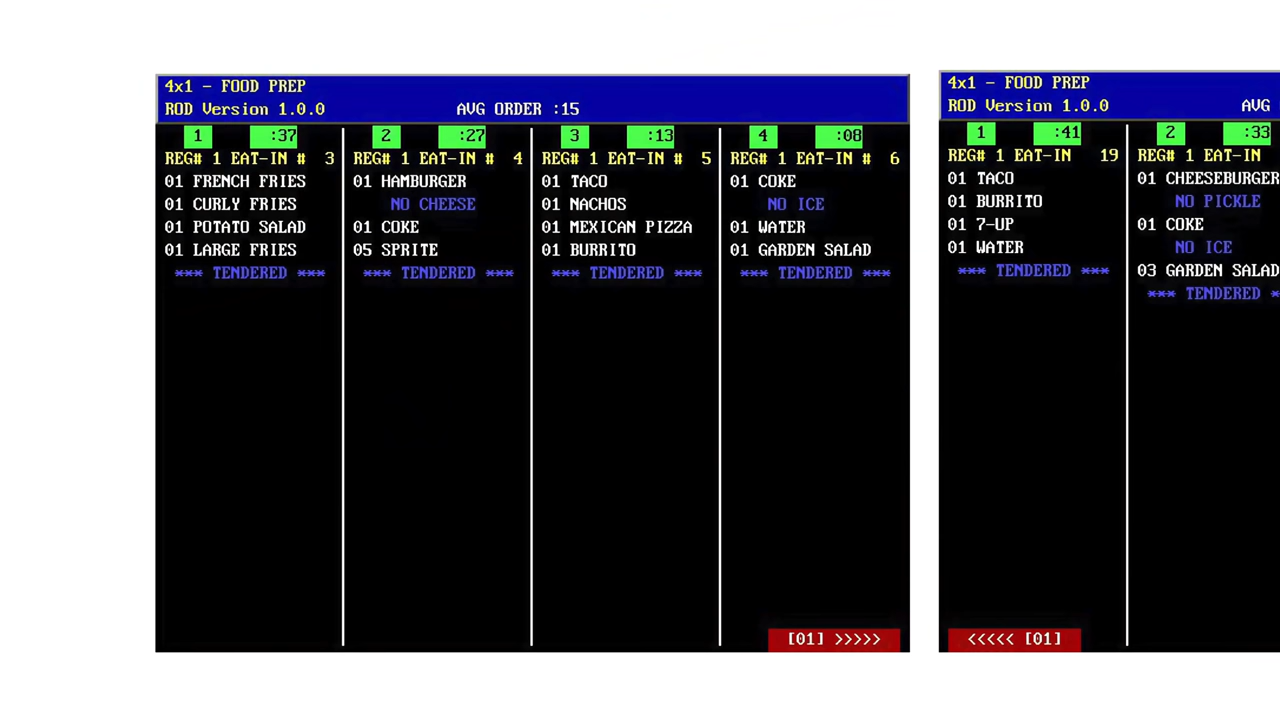 4x1 - FOOD PREP
ROD Version 1.0.0 AVG ORDER :15
1 :37
REG# 1 EAT-IN # 3
01 FRENCH FRIES
01 CURLY FRIES
01 POTATO SALAD
01 LARGE FRIES
*** TENDERED ***
2 :27
REG# 1 EAT-IN # 4
01 HAMBURGER
NO CHEESE
01 COKE
05 SPRITE
*** TENDERED ***
3 :13
REG# 1 EAT-IN # 5
01 TACO
01 NACHOS
01 MEXICAN PIZZA
01 BURRITO
*** TENDERED ***
4 :08
REG# 1 EAT-IN # 6
01 COKE
NO ICE
01 WATER
01 GARDEN SALAD
*** TENDERED ***
[01] >>>>>
4x1 - FOOD PREP
ROD Version 1.0.0 AVG
1 :41
REG# 1 EAT-IN 19
01 TACO
01 BURRITO
01 7-UP
01 WATER
*** TENDERED ***
<<<<< [01]
2 :33
REG# 1 EAT-IN
01 CHEESEBURGER
NO PICKLE
01 COKE
NO ICE
03 GARDEN SALAD
*** TENDERED *